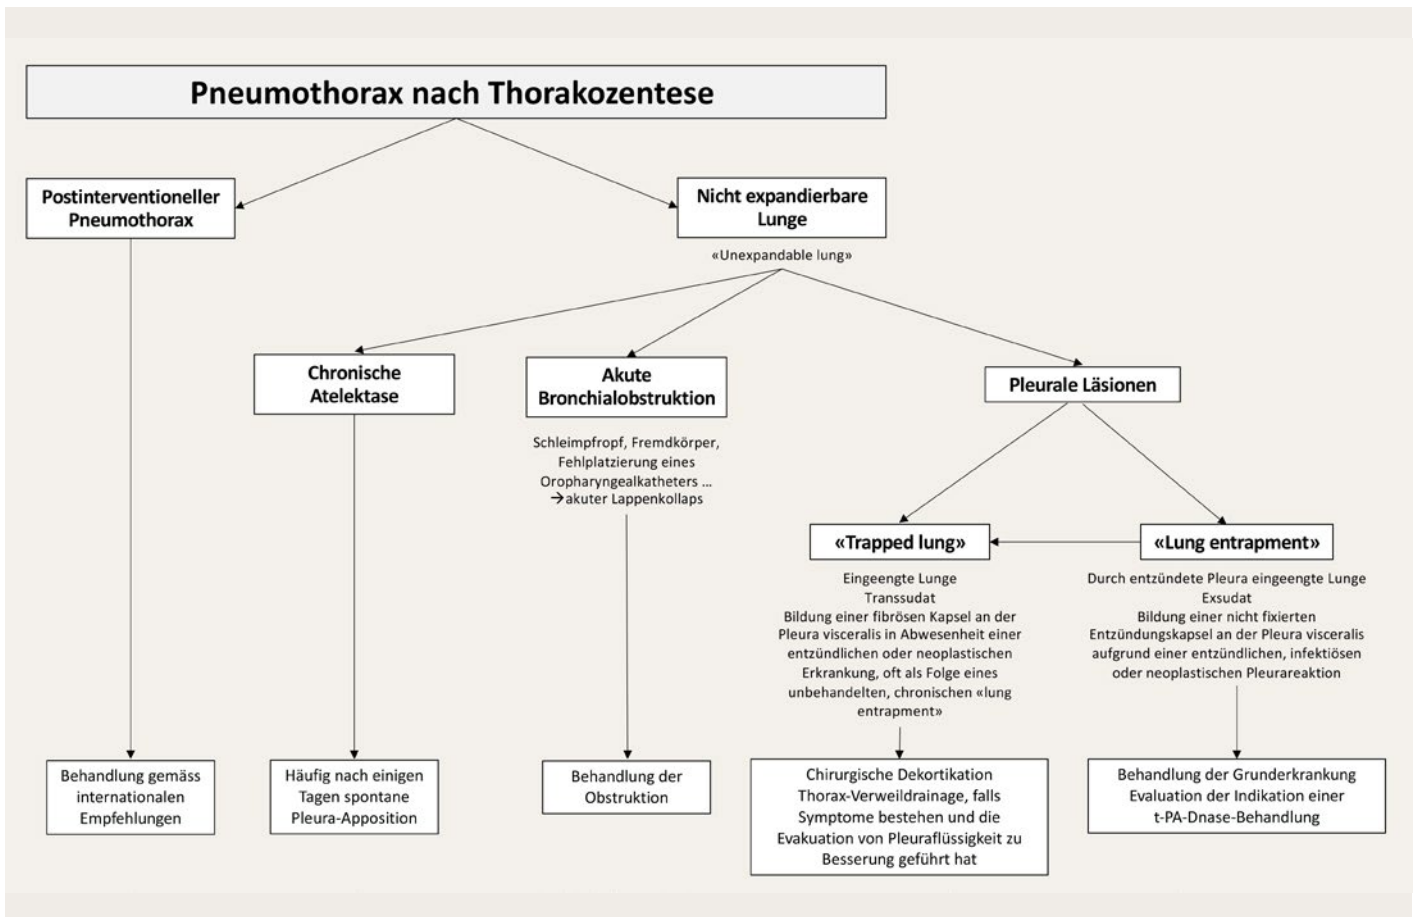 Pneumothorax nach Thorakozentese
Postinterventioneller
Pneumothorax
Nicht expandierbare
Lunge
«Unexpandable lung»
Chronische
Atelektase
Akute
Bronchialobstruktion
Schleimpfropf, Fremdkörper,
Fehlplatzierung eines
Oropharyngealkatheters ...
→akuter Lappenkollaps
Pleurale Läsionen
«Trapped lung»
Eingeengte Lunge
Transsudat
Bildung einer fibrösen Kapsel an der
Pleura visceralis in Abwesenheit einer
entzündlichen oder neoplastischen
Erkrankung, oft als Folge eines
unbehandelten, chronischen «lung
entrapment»
«Lung entrapment»
Durch entzündete Pleura eingeengte Lunge
Exsudat
Bildung einer nicht fixierten
Entzündungskapsel an der Pleura visceralis
aufgrund einer entzündlichen, infektiösen
oder neoplastischen Pleurareaktion
Behandlung gemäss
internationalen
Empfehlungen
Häufig nach einigen
Tagen spontane
Pleura-Apposition
Behandlung der
Obstruktion
Chirurgische Dekortikation
Thorax-Verweildrainage, falls
Symptome bestehen und die
Evakuation von Pleuraflüssigkeit zu
Besserung geführt hat
Behandlung der Grunderkrankung
Evaluation der Indikation einer
t-PA-Dnase-Behandlung